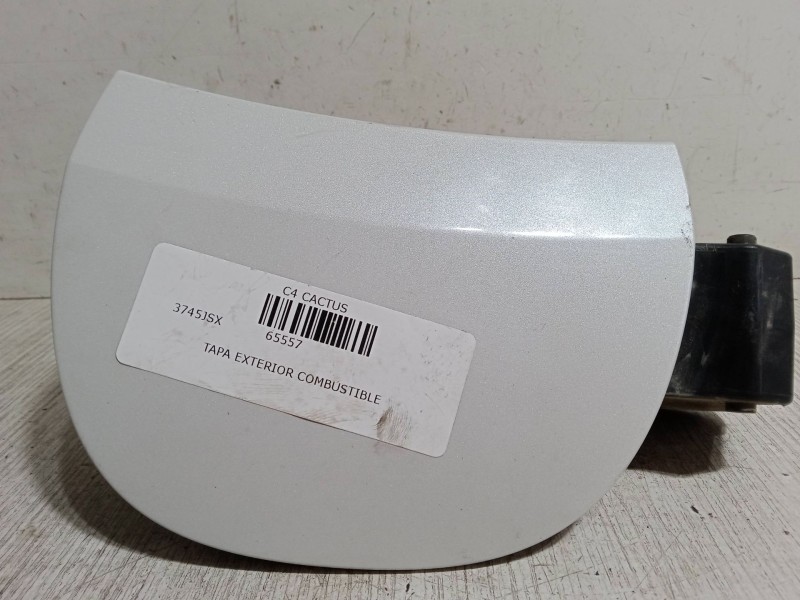 C4 CACTUS
3745JSX
65557
TAPA EXTERIOR COMBUSTIBLE